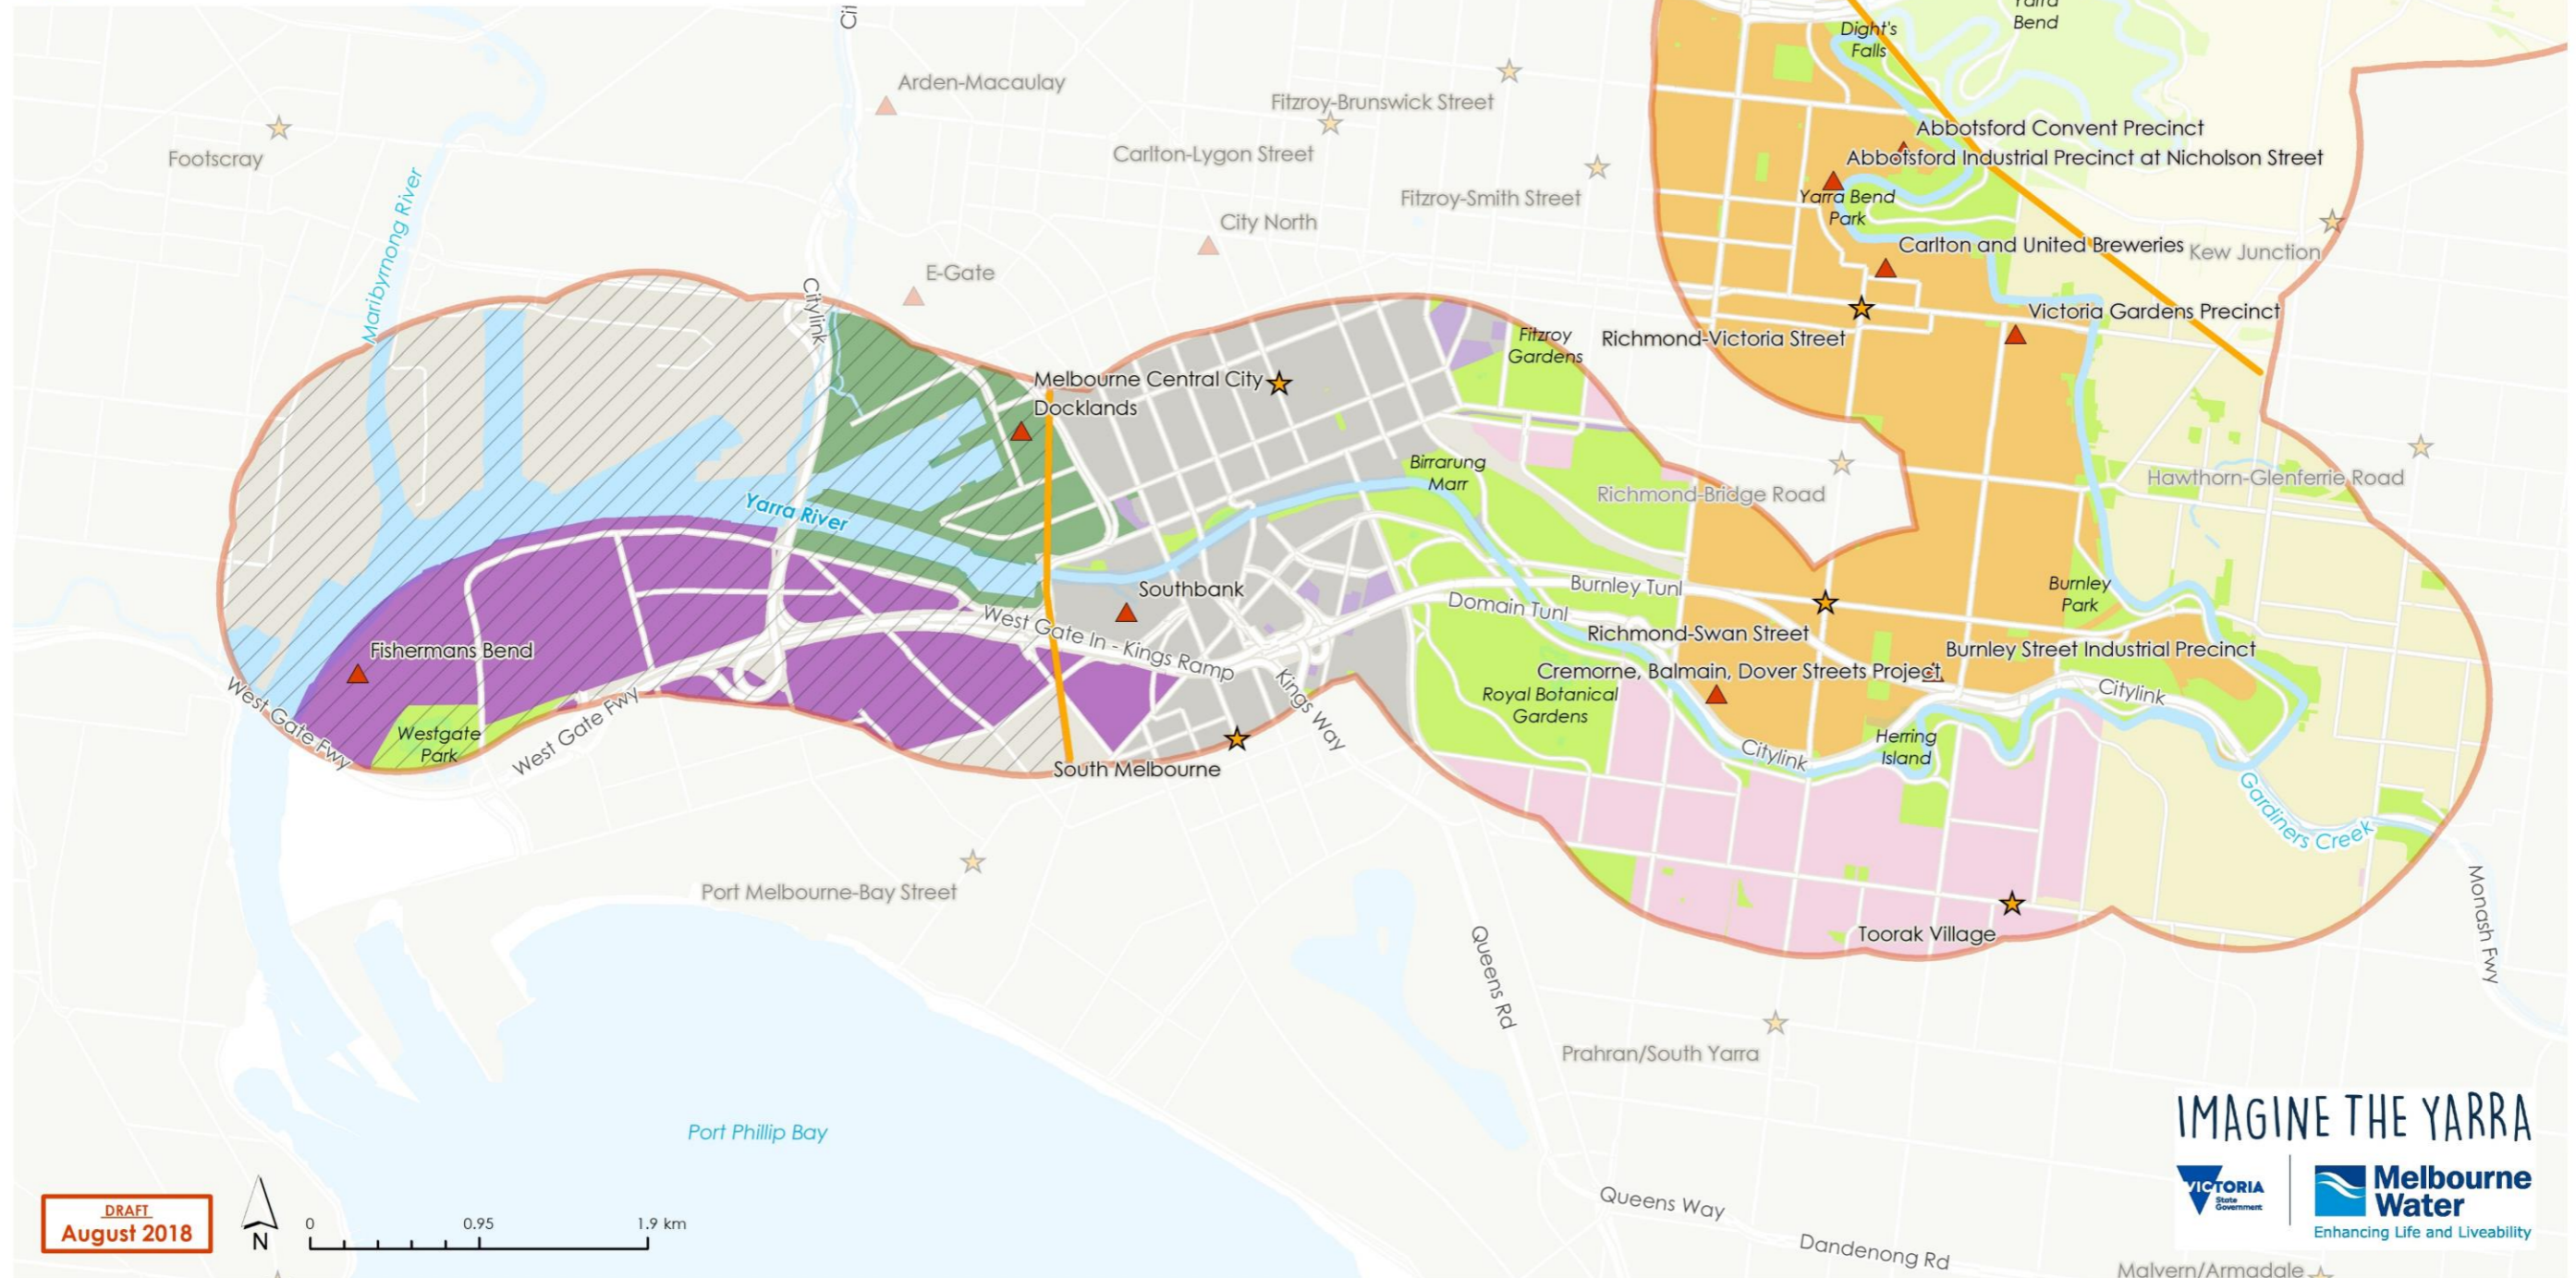 Dight's
Falls
Yarra
Bend
Arden-Macaulay
Fitzroy-Brunswick Street
Footscray
Carlton-Lygon Street
Abbotsford Convent Precinct
Abbotsford Industrial Precinct at Nicholson Street
Fitzroy-Smith Street
Yarra Bend
Park
City North
Maribyrnong River
Carlton and United Breweries
Kew Junction
E-Gate
Citylink
Victoria Gardens Precinct
Fitzroy
Gardens
Richmond-Victoria Street
Melbourne Central City
Docklands
Birrarung
Marr
Hawthorn-Glenferrie Road
Richmond-Bridge Road
Yarra River
Southbank
Burnley Tunl
Burnley
Park
Domain Tunl
West Gate In - Kings Ramp
Richmond-Swan Street
Fishermans Bend
Burnley Street Industrial Precinct
Cremorne, Balmain, Dover Streets Project
Citylink
Royal Botanical
Gardens
Kings Way
West Gate Fwy
West Gate Fwy
Westgate
Park
Herring
Island
Citylink
South Melbourne
Gardiners Creek
Port Melbourne-Bay Street
Monash Fwy
Toorak Village
Queens Rd
Prahran/South Yarra
Port Phillip Bay
IMAGINE THE YARRA
VICTORIA
State
Government
Melbourne
Water
Enhancing Life and Liveability
DRAFT
August 2018
N
0 0.95 1.9 km
Queens Way
Dandenong Rd
Malvern/Armadale